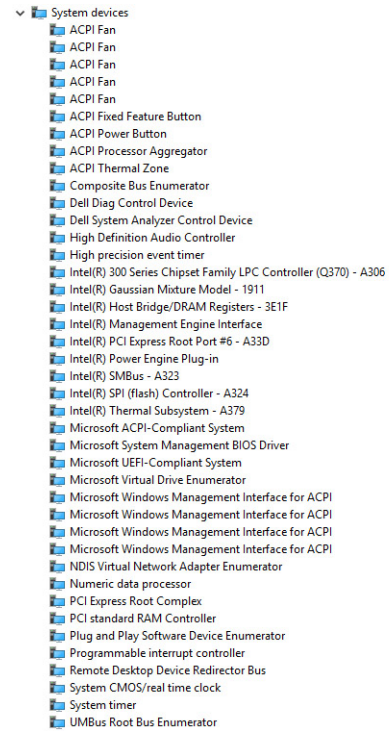 System devices
ACPI Fan
ACPI Fan
ACPI Fan
ACPI Fan
ACPI Fan
ACPI Fixed Feature Button
ACPI Power Button
ACPI Processor Aggregator
ACPI Thermal Zone
Composite Bus Enumerator
Dell Diag Control Device
Dell System Analyzer Control Device
High Definition Audio Controller
High precision event timer
Intel(R) 300 Series Chipset Family LPC Controller (Q370) - A306
Intel(R) Gaussian Mixture Model - 1911
Intel(R) Host Bridge/DRAM Registers - 3E1F
Intel(R) Management Engine Interface
Intel(R) PCI Express Root Port #6 - A33D
Intel(R) Power Engine Plug-in
Intel(R) SMBus - A323
Intel(R) SPI (flash) Controller - A324
Intel(R) Thermal Subsystem - A379
Microsoft ACPI-Compliant System
Microsoft System Management BIOS Driver
Microsoft UEFI-Compliant System
Microsoft Virtual Drive Enumerator
Microsoft Windows Management Interface for ACPI
Microsoft Windows Management Interface for ACPI
Microsoft Windows Management Interface for ACPI
Microsoft Windows Management Interface for ACPI
NDIS Virtual Network Adapter Enumerator
Numeric data processor
PCI Express Root Complex
PCI standard RAM Controller
Plug and Play Software Device Enumerator
Programmable interrupt controller
Remote Desktop Device Redirector Bus
System CMOS/real time clock
System timer
UMBus Root Bus Enumerator